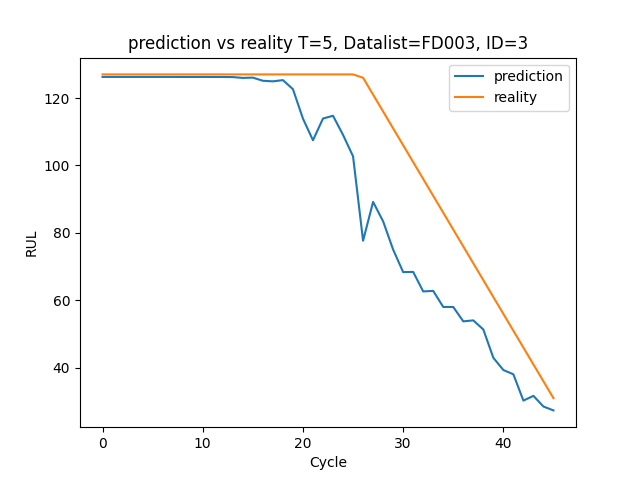 prediction vs reality T=5, Datalist=FD003, ID=3
prediction
reality
120
100
80
60
40
RUL
0 10 20 30 40
Cycle